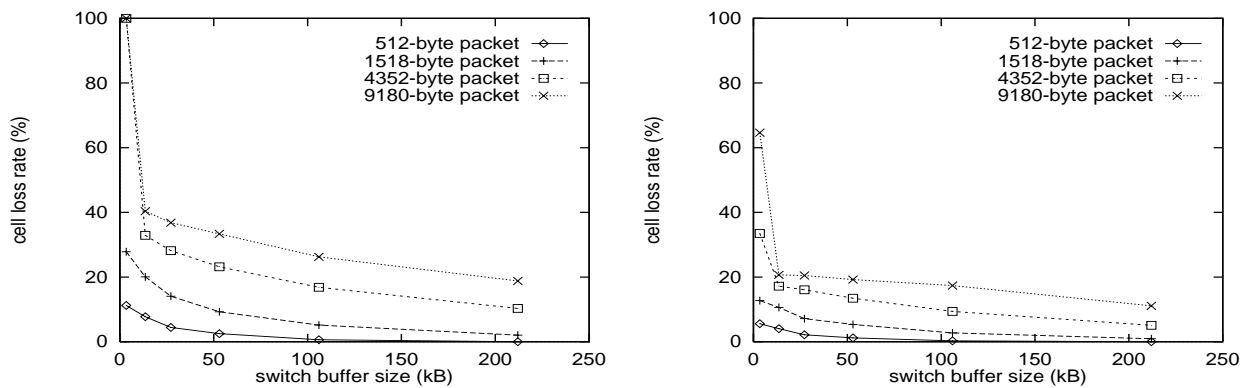 100
80
60
40
20
0
0 50 100 150 200 250
cell loss rate (%)
switch buffer size (kB)
512-byte packet
1518-byte packet
4352-byte packet
9180-byte packet
100
80
60
40
20
0
0 50 100 150 200 250
cell loss rate (%)
switch buffer size (kB)
512-byte packet
1518-byte packet
4352-byte packet
9180-byte packet